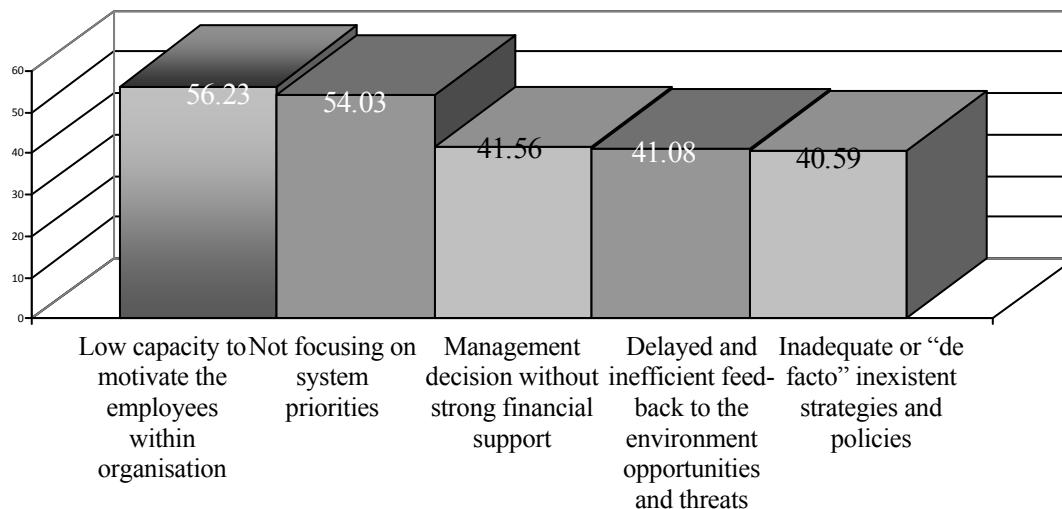 60
50
40
30
20
10
0
56.23
54.03
41.56
41.08
40.59
Low capacity to
motivate the
employees
within
organisation
Not focusing on
system
priorities
Management
decision without
strong financial
support
Delayed and
inefficient feed-
back to the
environment
opportunities
and threats
Inadequate or “de
facto” inexistent
strategies and
policies